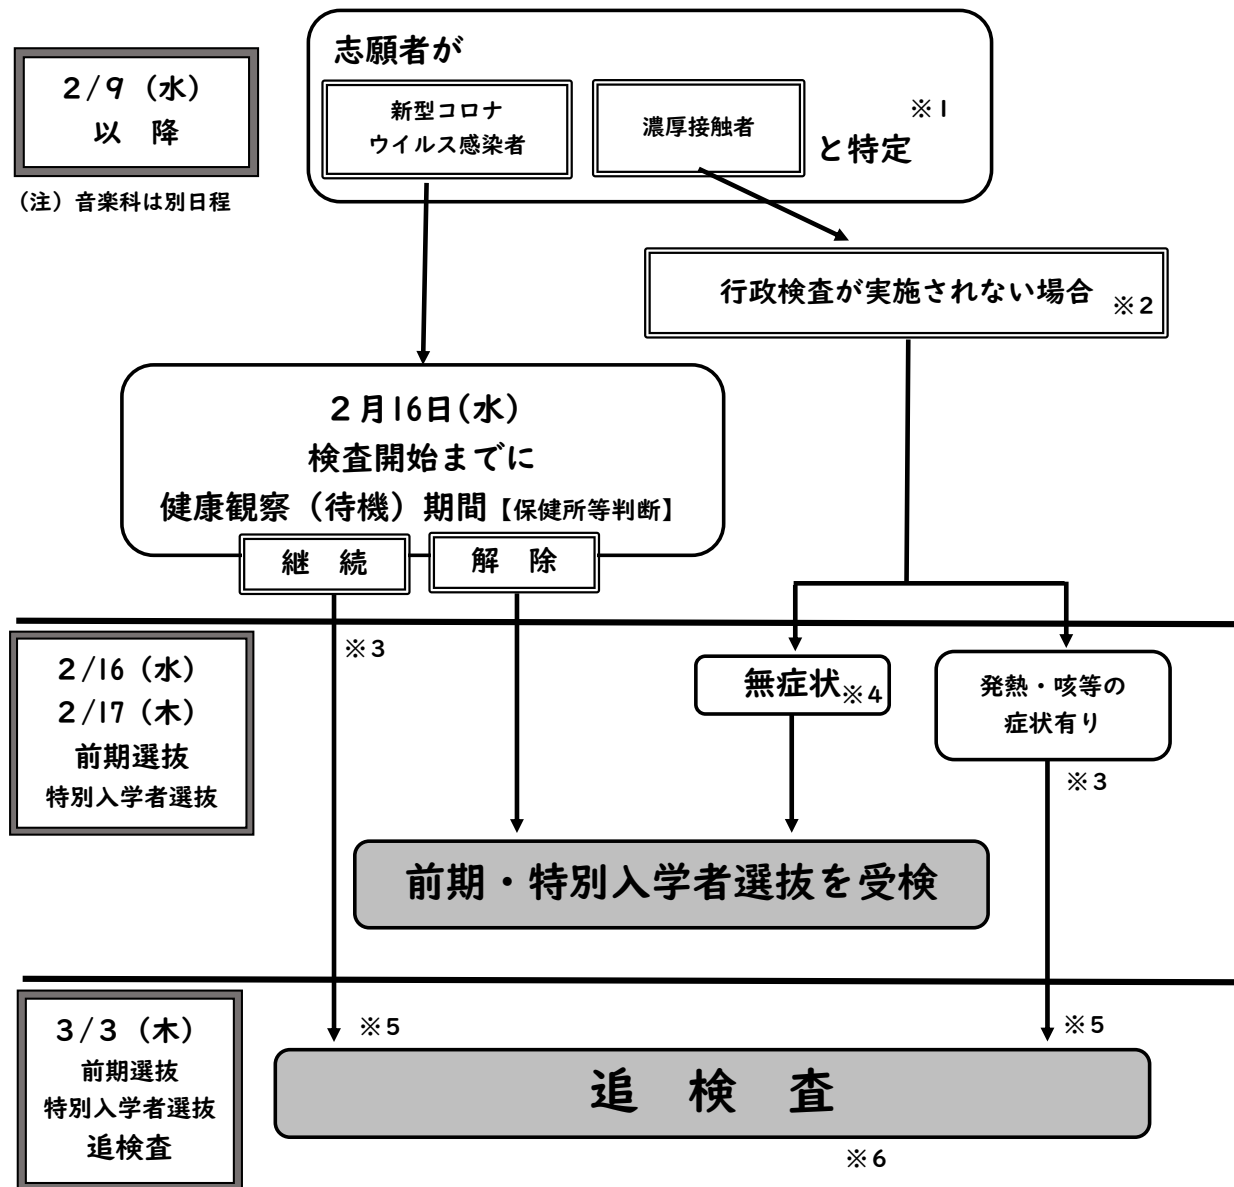 志願者が
2/9（水）
以　降
（注）音楽科は別日程
新型コロナ
ウイルス感染者
濃厚接触者
と特定
※1
行政検査が実施されない場合 ※2
2月16日(水)
検査開始までに
健康観察（待機）期間【保健所等判断】
継　続
解　除
※3
2/16（水）
2/17（木）
前期選抜
特別入学者選抜
無症状※4
発熱・咳等の
症状有り
※3
前期・特別入学者選抜を受検
3/3（木）
前期選抜
特別入学者選抜
追検査
※5
※5
追　検　査
※6